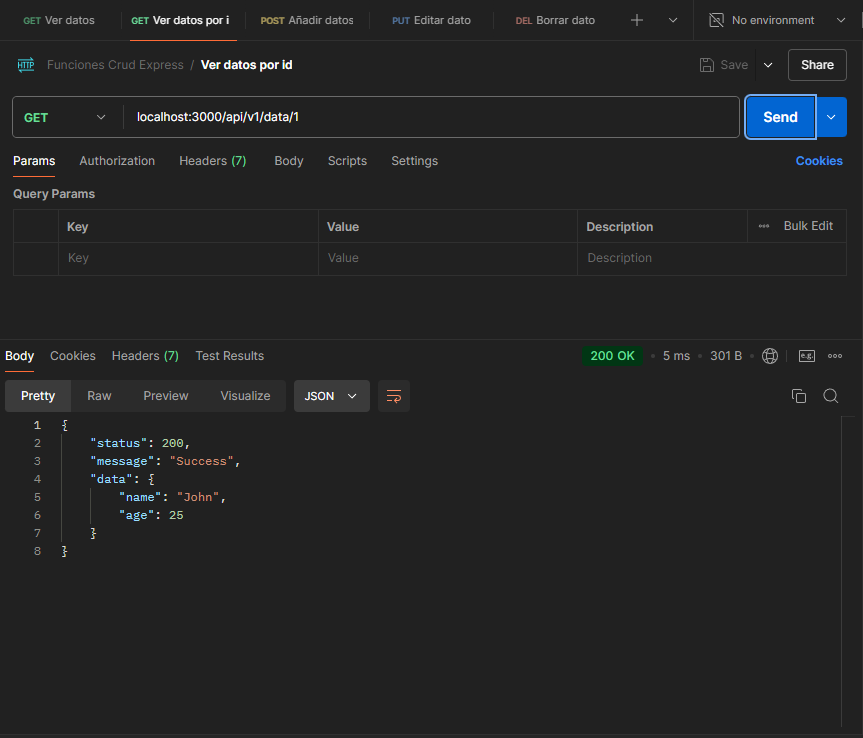 GET Ver datos GET Ver datos por i POST Añadir datos PUT Editar dato DEL Borrar dato No environment
HTTP Funciones Crud Express / Ver datos por id Save Share
GET localhost:3000/api/v1/data/1 Send
Params Authorization Headers (7) Body Scripts Settings Cookies
Query Params
Key Value Description Bulk Edit
Key Value Description
Body Cookies Headers (7) Test Results 200 OK 5 ms 301 B e.g.
Pretty Raw Preview Visualize JSON
1 {
2 "status": 200,
3 "message": "Success",
4 "data": {
5 "name": "John",
6 "age": 25
7 }
8 }